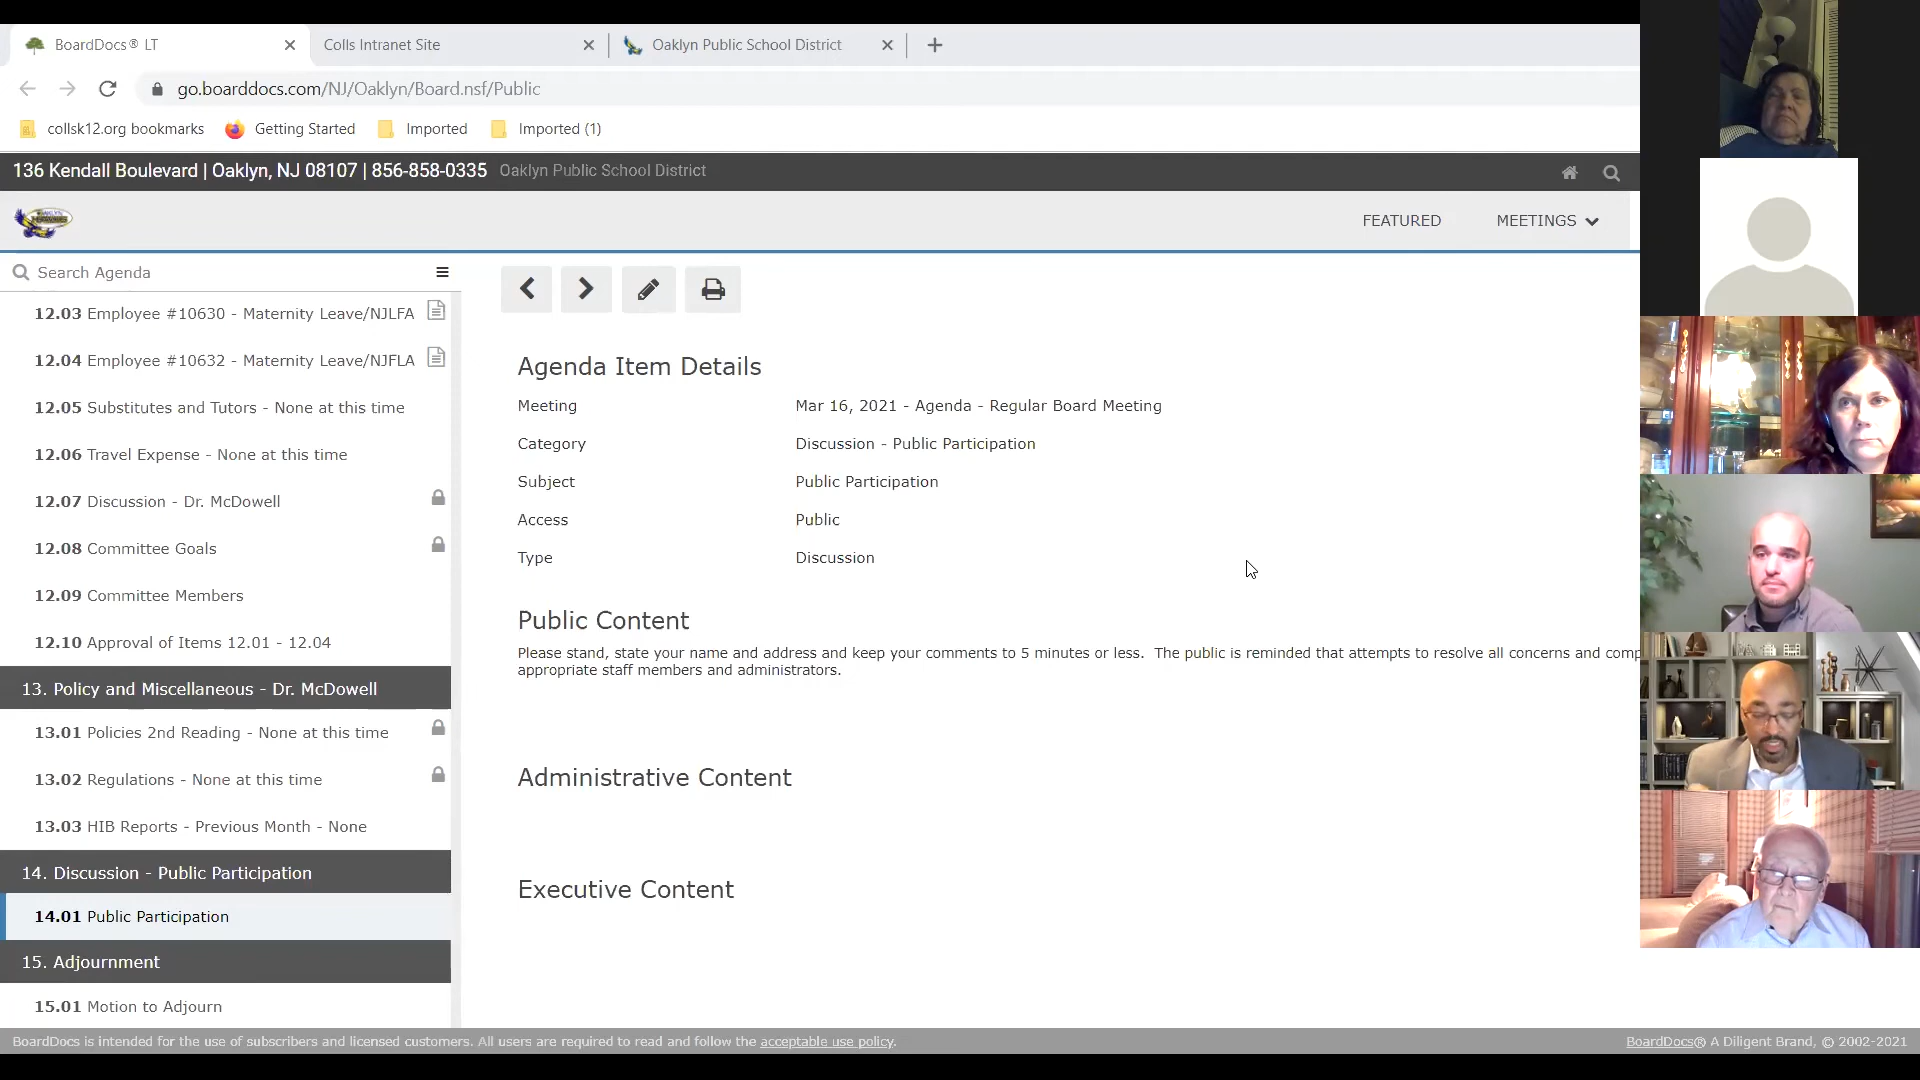 BoardDocs® LT
Colls Intranet Site
Oaklyn Public School District
go.boarddocs.com/NJ/Oaklyn/Board.nsf/Public
collsk12.org bookmarks
Getting Started
Imported
Imported (1)
136 Kendall Boulevard | Oaklyn, NJ 08107 | 856-858-0335 Oaklyn Public School District
FEATURED
MEETINGS
Search Agenda
12.03 Employee #10630 - Maternity Leave/NJLFA
12.04 Employee #10632 - Maternity Leave/NJFLA
12.05 Substitutes and Tutors - None at this time
12.06 Travel Expense - None at this time
12.07 Discussion - Dr. McDowell
12.08 Committee Goals
12.09 Committee Members
12.10 Approval of Items 12.01 - 12.04
13. Policy and Miscellaneous - Dr. McDowell
13.01 Policies 2nd Reading - None at this time
13.02 Regulations - None at this time
13.03 HIB Reports - Previous Month - None
14. Discussion - Public Participation
14.01 Public Participation
15. Adjournment
15.01 Motion to Adjourn
Agenda Item Details
Meeting Mar 16, 2021 - Agenda - Regular Board Meeting
Category Discussion - Public Participation
Subject Public Participation
Access Public
Type Discussion
Public Content
Please stand, state your name and address and keep your comments to 5 minutes or less. The public is reminded that attempts to resolve all concerns and comp
appropriate staff members and administrators.
Administrative Content
Executive Content
BoardDocs is intended for the use of subscribers and licensed customers. All users are required to read and follow the acceptable use policy.
BoardDocs® A Diligent Brand, © 2002-2021